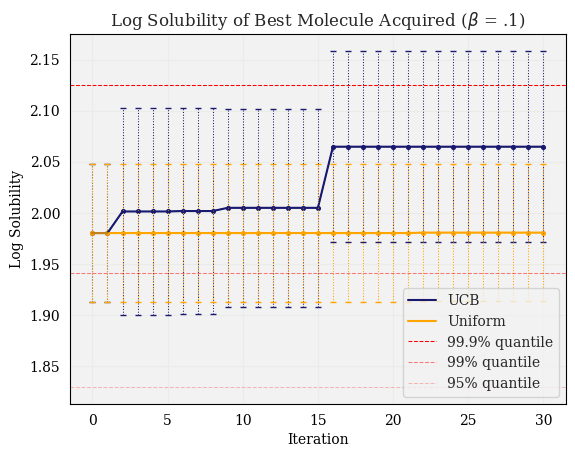 Log Solubility of Best Molecule Acquired (β = .1)
2.15
2.10
2.05
2.00
1.95
1.90
1.85
Log Solubility
0 5 10 15 20 25 30
Iteration
UCB
Uniform
99.9% quantile
99% quantile
95% quantile